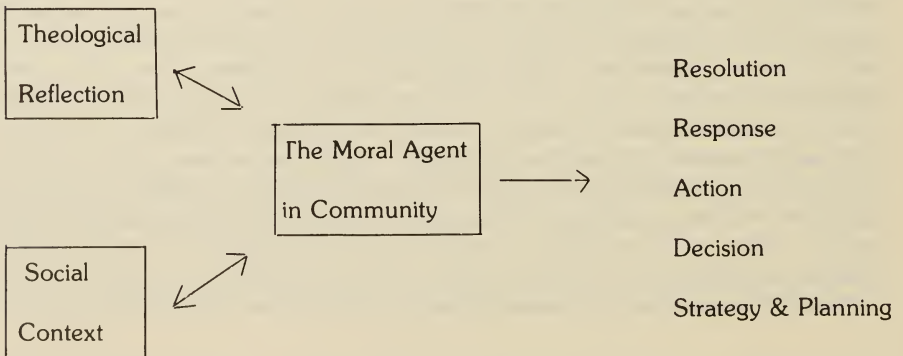 Theological
Reflection
The Moral Agent
in Community
Social
Context
Resolution
Response
Action
Decision
Strategy & Planning